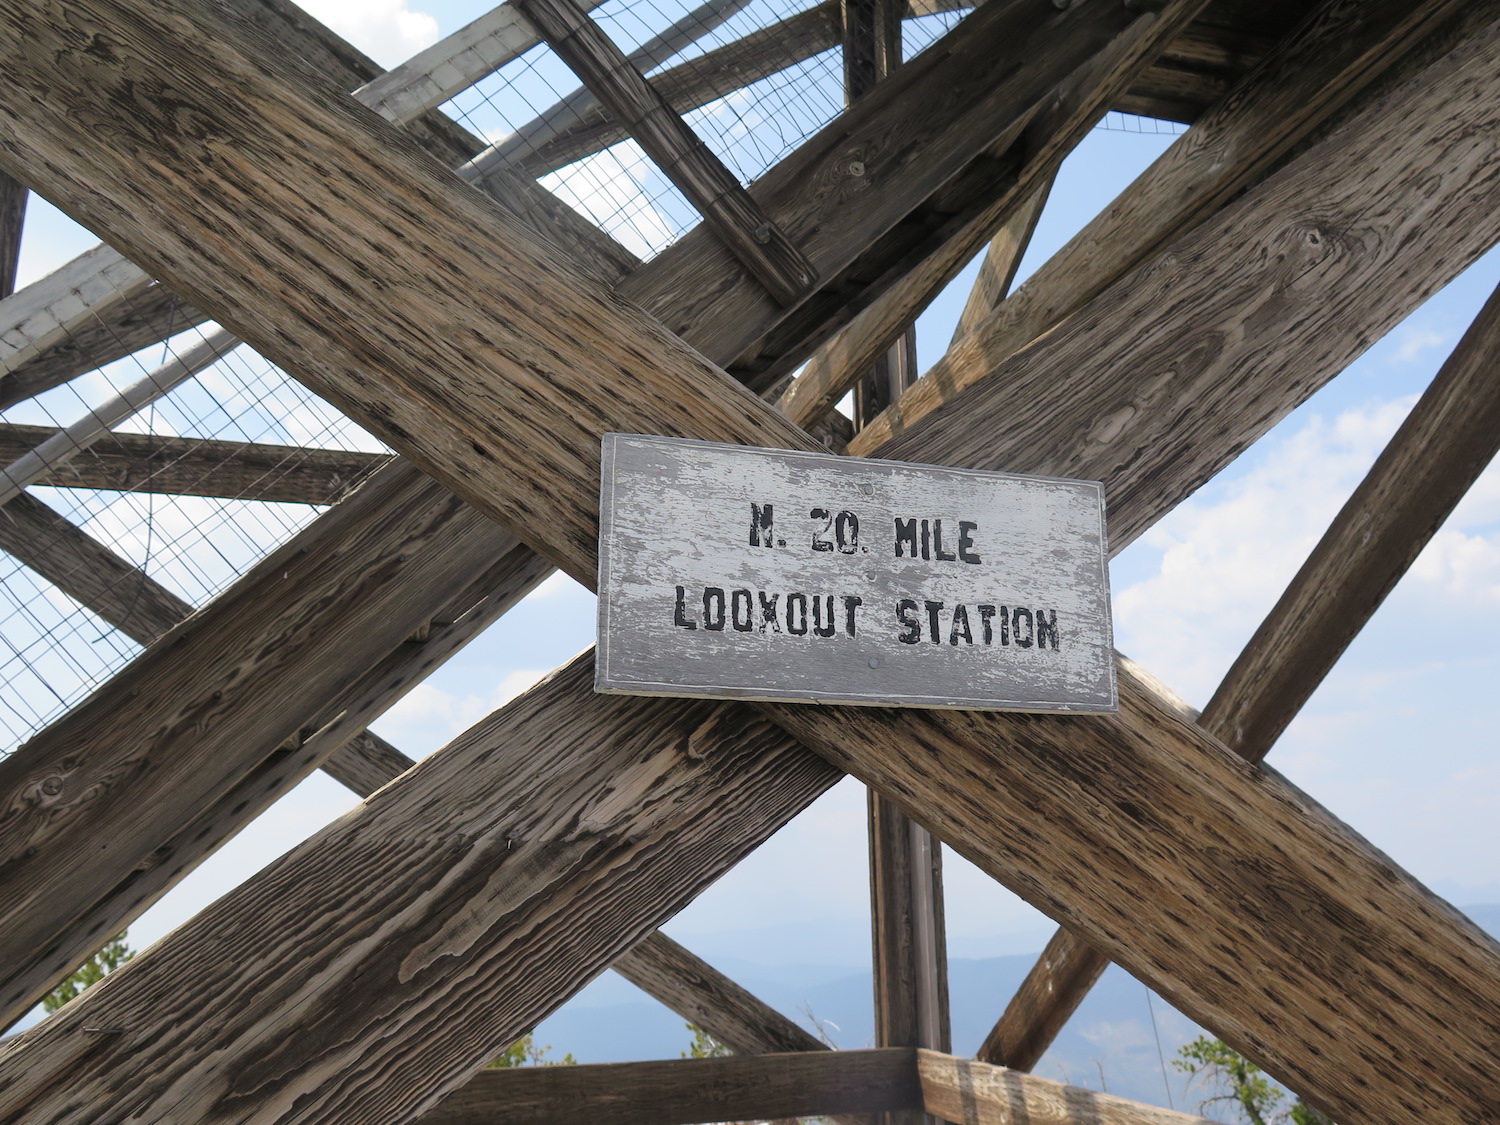 N. 20. MILE
LOOKOUT STATION